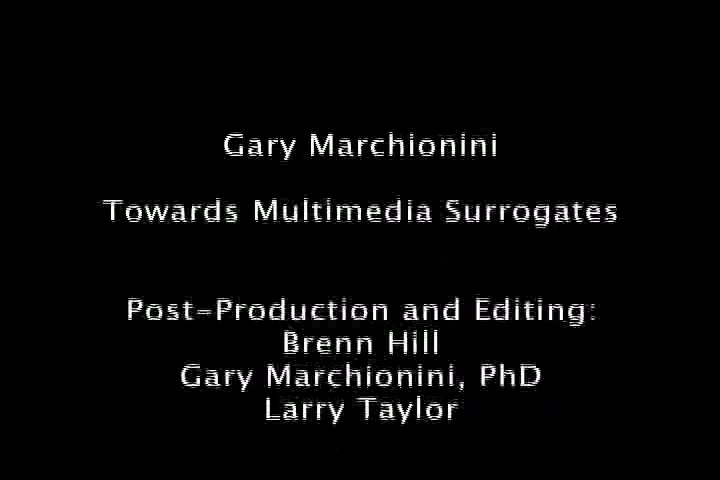 Gary Marchionini
Towards Multimedia Surrogates
Post-Production and Editing:
Brenn Hill
Gary Marchionini, PhD
Larry Taylor